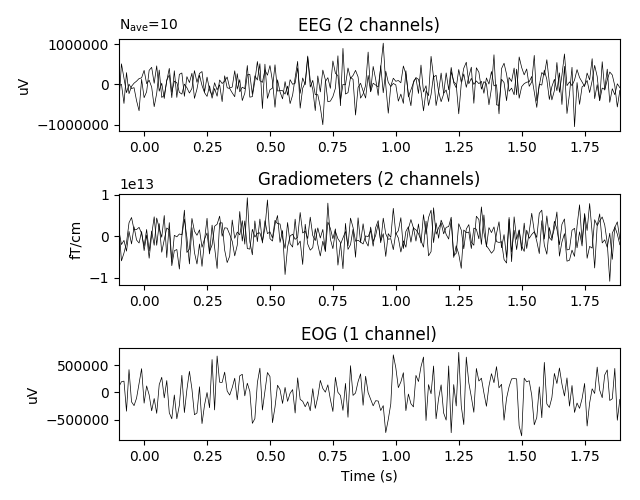 N_ave=10
EEG (2 channels)
1000000
0
−1000000
uV
0.00 0.25 0.50 0.75 1.00 1.25 1.50 1.75
1e13
Gradiometers (2 channels)
1
0
−1
fT/cm
0.00 0.25 0.50 0.75 1.00 1.25 1.50 1.75
EOG (1 channel)
500000
0
−500000
uV
0.00 0.25 0.50 0.75 1.00 1.25 1.50 1.75
Time (s)